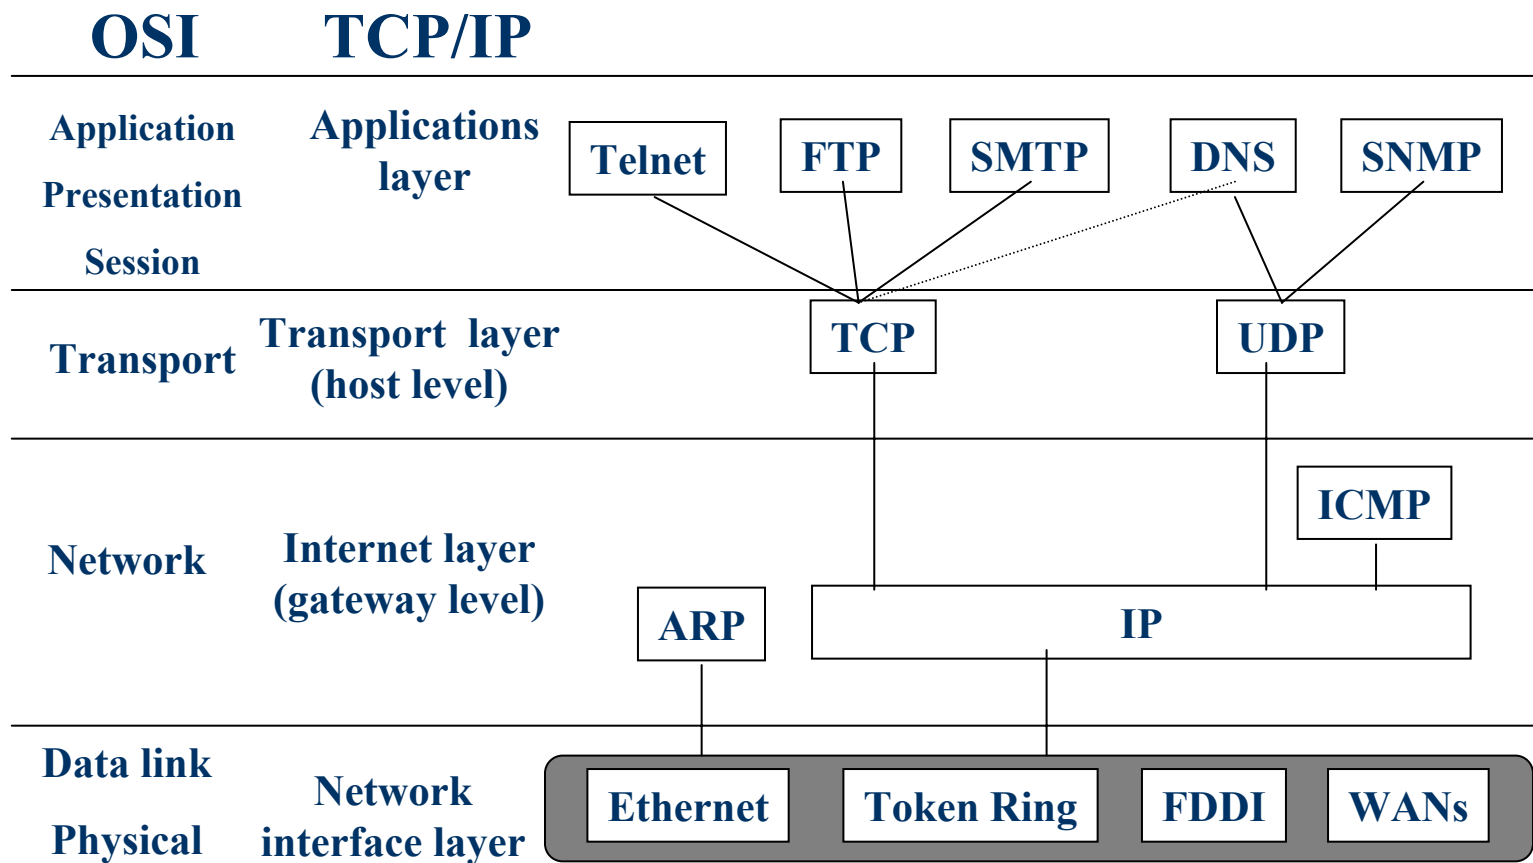 OSI
TCP/IP
Application
Presentation
Session
Applications
layer
Telnet
FTP
SMTP
DNS
SNMP
Transport
Transport layer
(host level)
TCP
UDP
Network
Internet layer
(gateway level)
ICMP
ARP
IP
Data link
Physical
Network
interface layer
Ethernet
Token Ring
FDDI
WANs